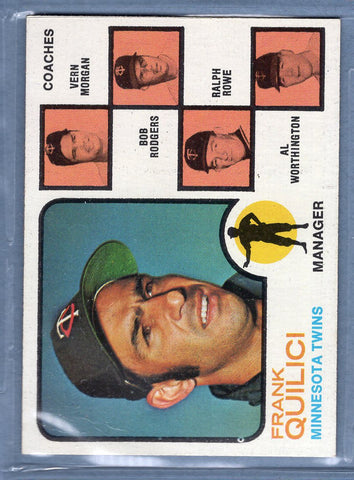 COACHES
VERN
MORGAN
BOB
RODGERS
RALPH
ROWE
AL
WORTHINGTON
MANAGER
FRANK
QUILICI
MINNESOTA TWINS